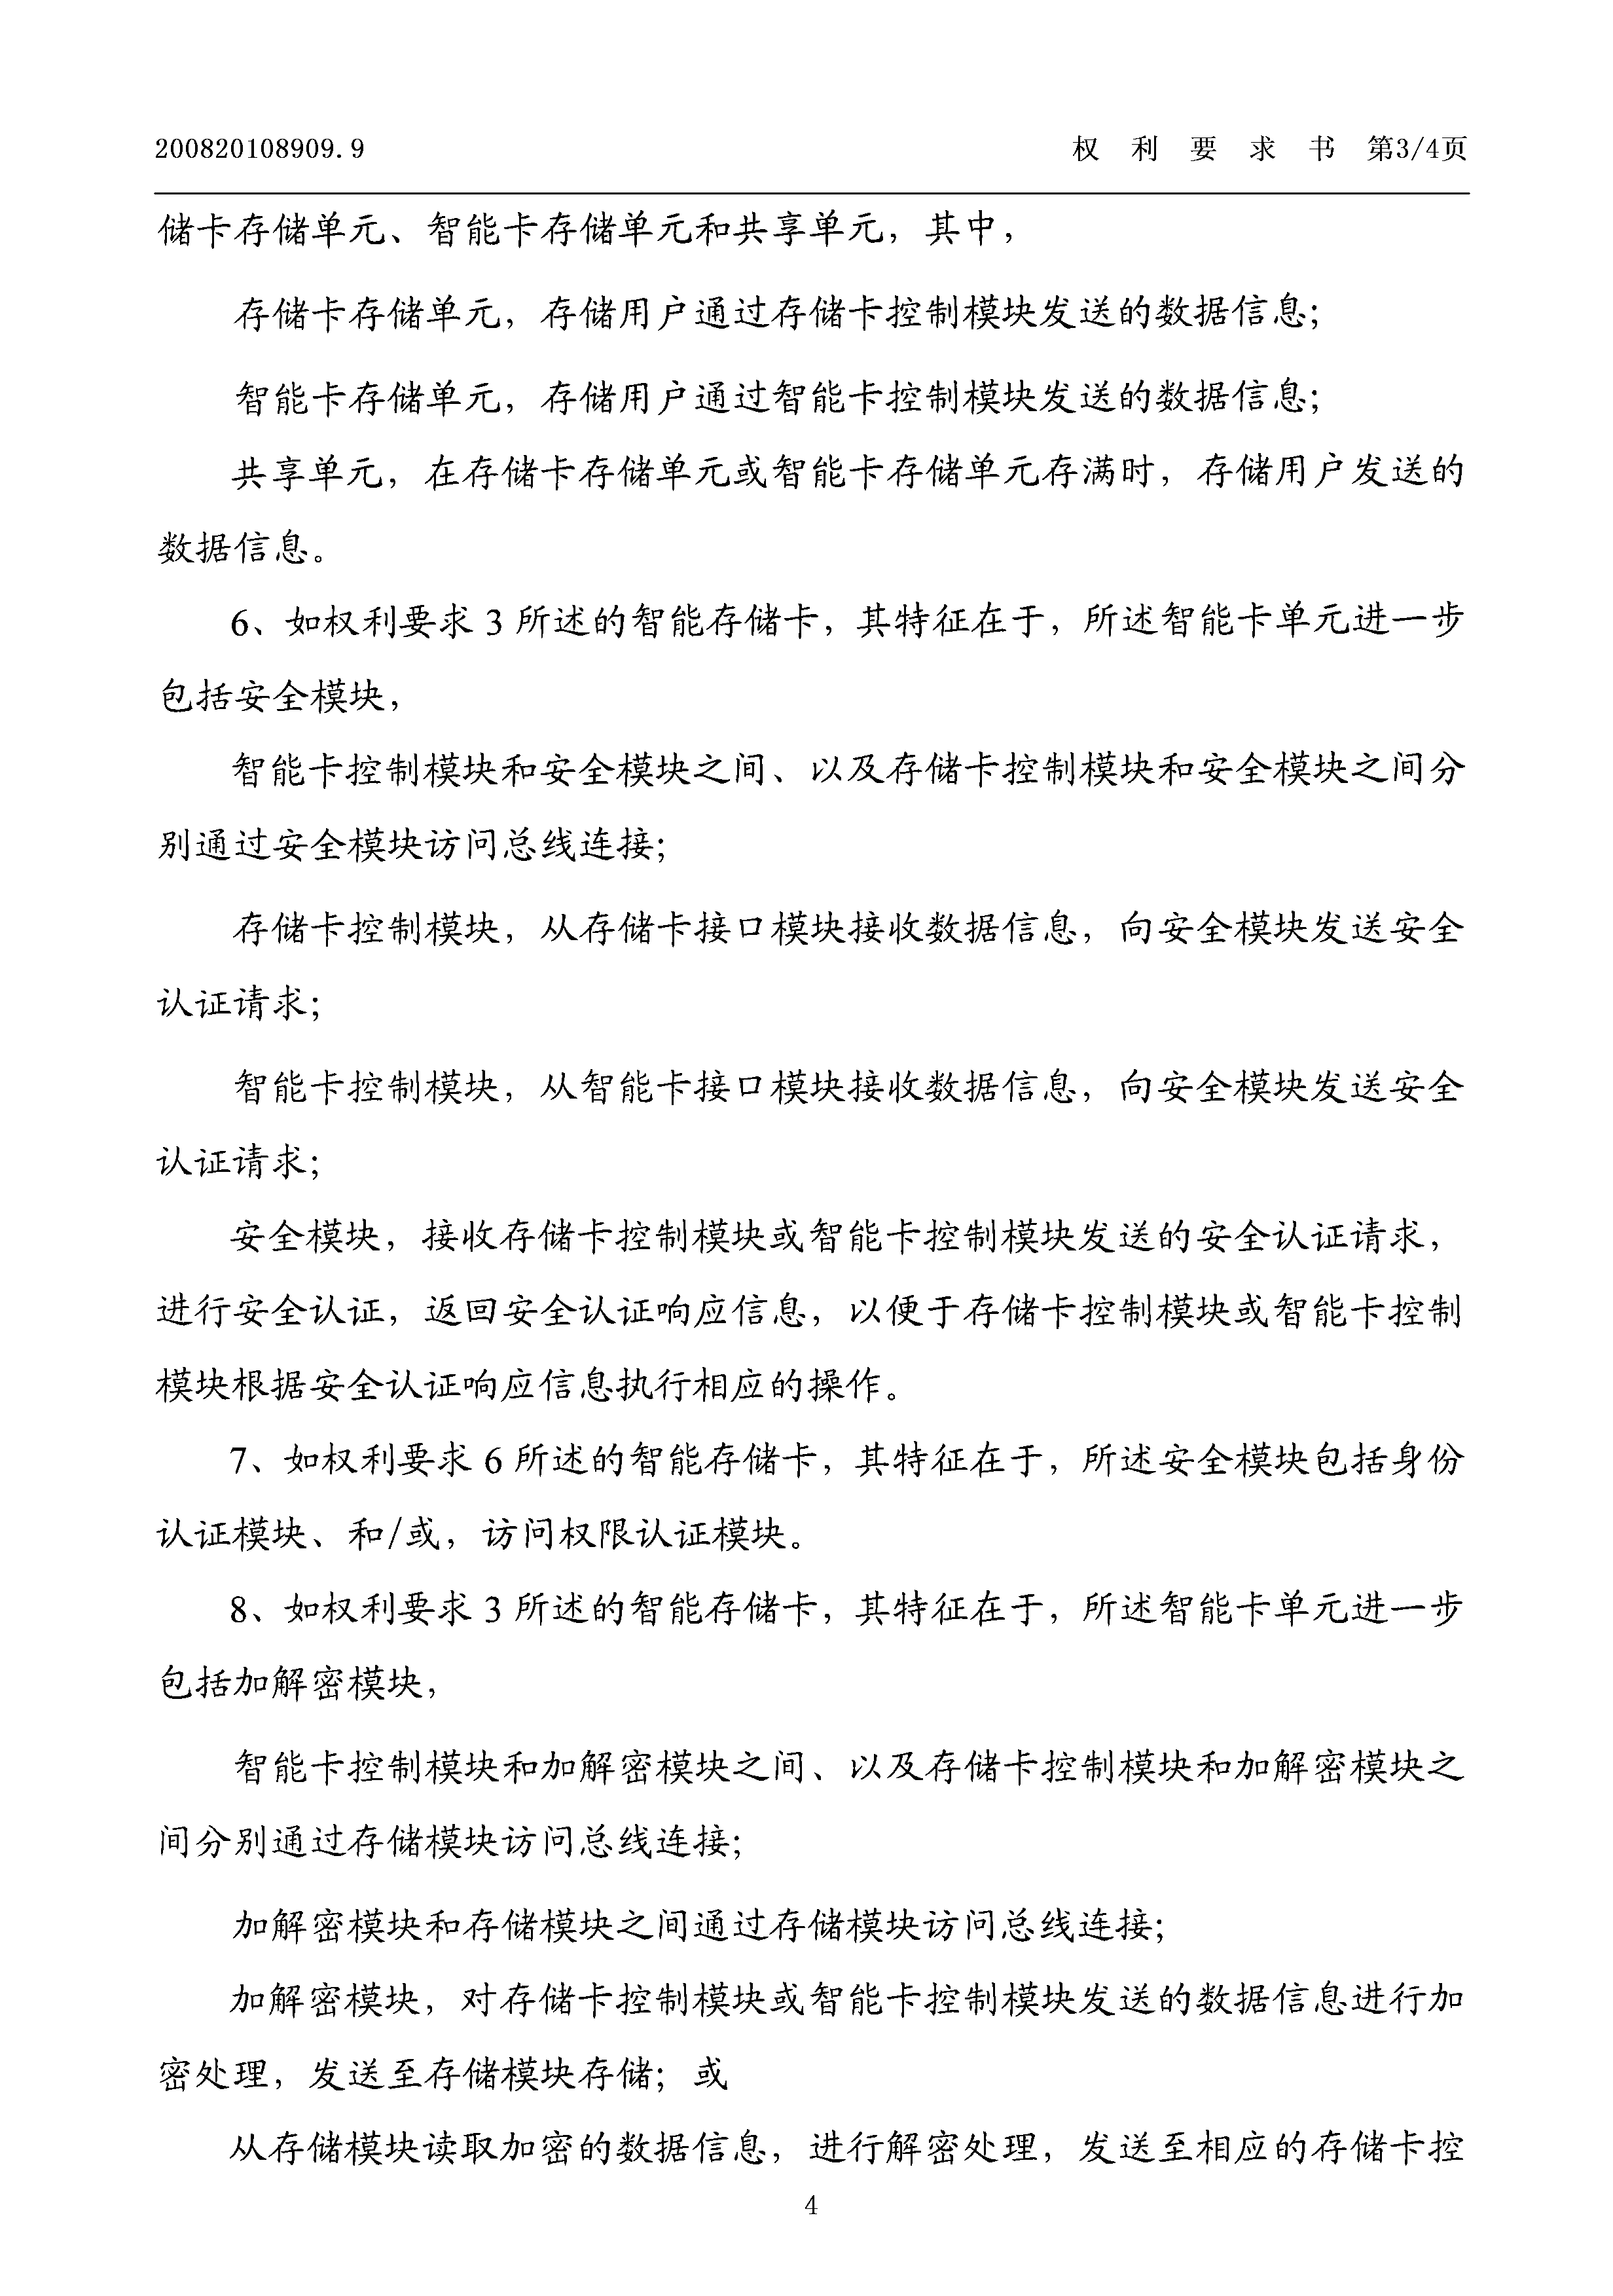 200820108909.9 权利要求书 第3/4页
储卡存储单元、智能卡存储单元和共享单元，其中，
存储卡存储单元，存储用户通过存储卡控制模块发送的数据信息；
智能卡存储单元，存储用户通过智能卡控制模块发送的数据信息；
共享单元，在存储卡存储单元或智能卡存储单元存满时，存储用户发送的
数据信息。
6、如权利要求 3 所述的智能存储卡，其特征在于，所述智能卡单元进一步
包括安全模块，
智能卡控制模块和安全模块之间、以及存储卡控制模块和安全模块之间分
别通过安全模块访问总线连接；
存储卡控制模块，从存储卡接口模块接收数据信息，向安全模块发送安全
认证请求；
智能卡控制模块，从智能卡接口模块接收数据信息，向安全模块发送安全
认证请求；
安全模块，接收存储卡控制模块或智能卡控制模块发送的安全认证请求，
进行安全认证，返回安全认证响应信息，以便于存储卡控制模块或智能卡控制
模块根据安全认证响应信息执行相应的操作。
7、如权利要求 6 所述的智能存储卡，其特征在于，所述安全模块包括身份
认证模块、和/或，访问权限认证模块。
8、如权利要求 3 所述的智能存储卡，其特征在于，所述智能卡单元进一步
包括加解密模块，
智能卡控制模块和加解密模块之间、以及存储卡控制模块和加解密模块之
间分别通过存储模块访问总线连接；
加解密模块和存储模块之间通过存储模块访问总线连接；
加解密模块，对存储卡控制模块或智能卡控制模块发送的数据信息进行加
密处理，发送至存储模块存储；或
从存储模块读取加密的数据信息，进行解密处理，发送至相应的存储卡控
4